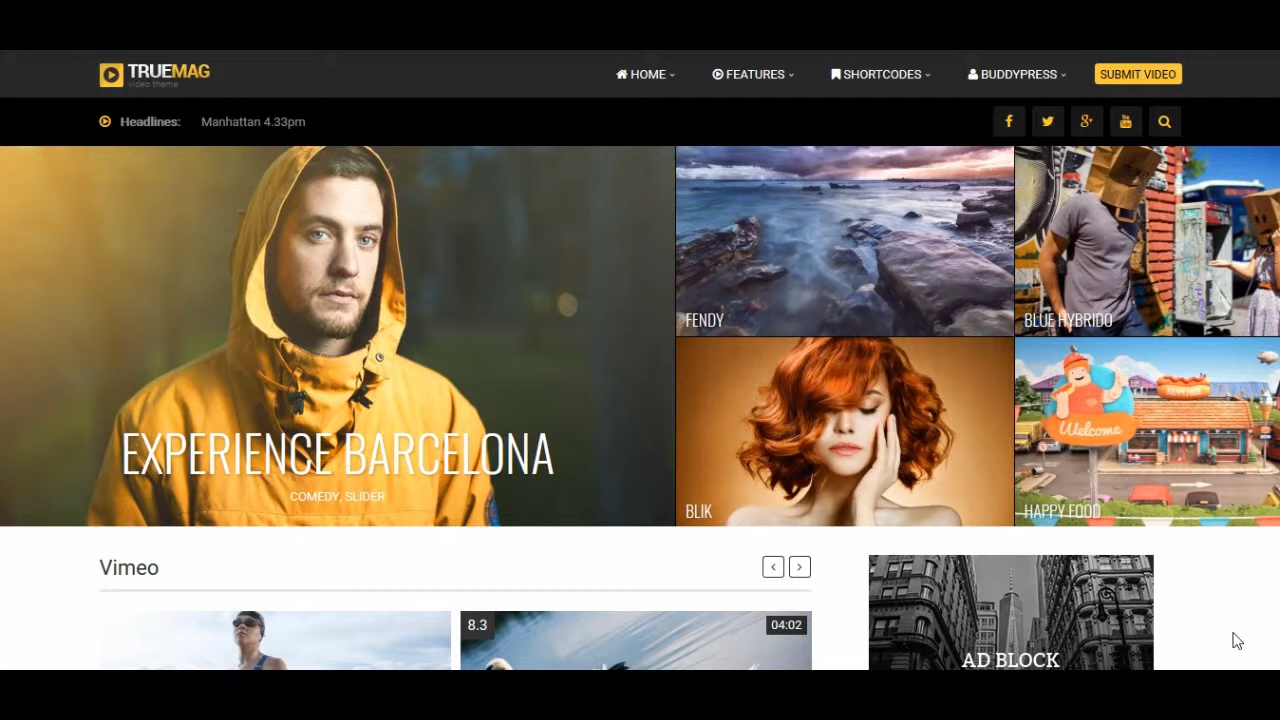 TRUEMAG
video theme
HOME
FEATURES
SHORTCODES
BUDDYPRESS
SUBMIT VIDEO
Headlines:
Manhattan 4.33pm
EXPERIENCE BARCELONA
COMEDY, SLIDER
FENDY
BLUE HYBRIDO
BLIK
Welcome
HAPPY FOOD
Vimeo
8.3
04:02
AD BLOCK